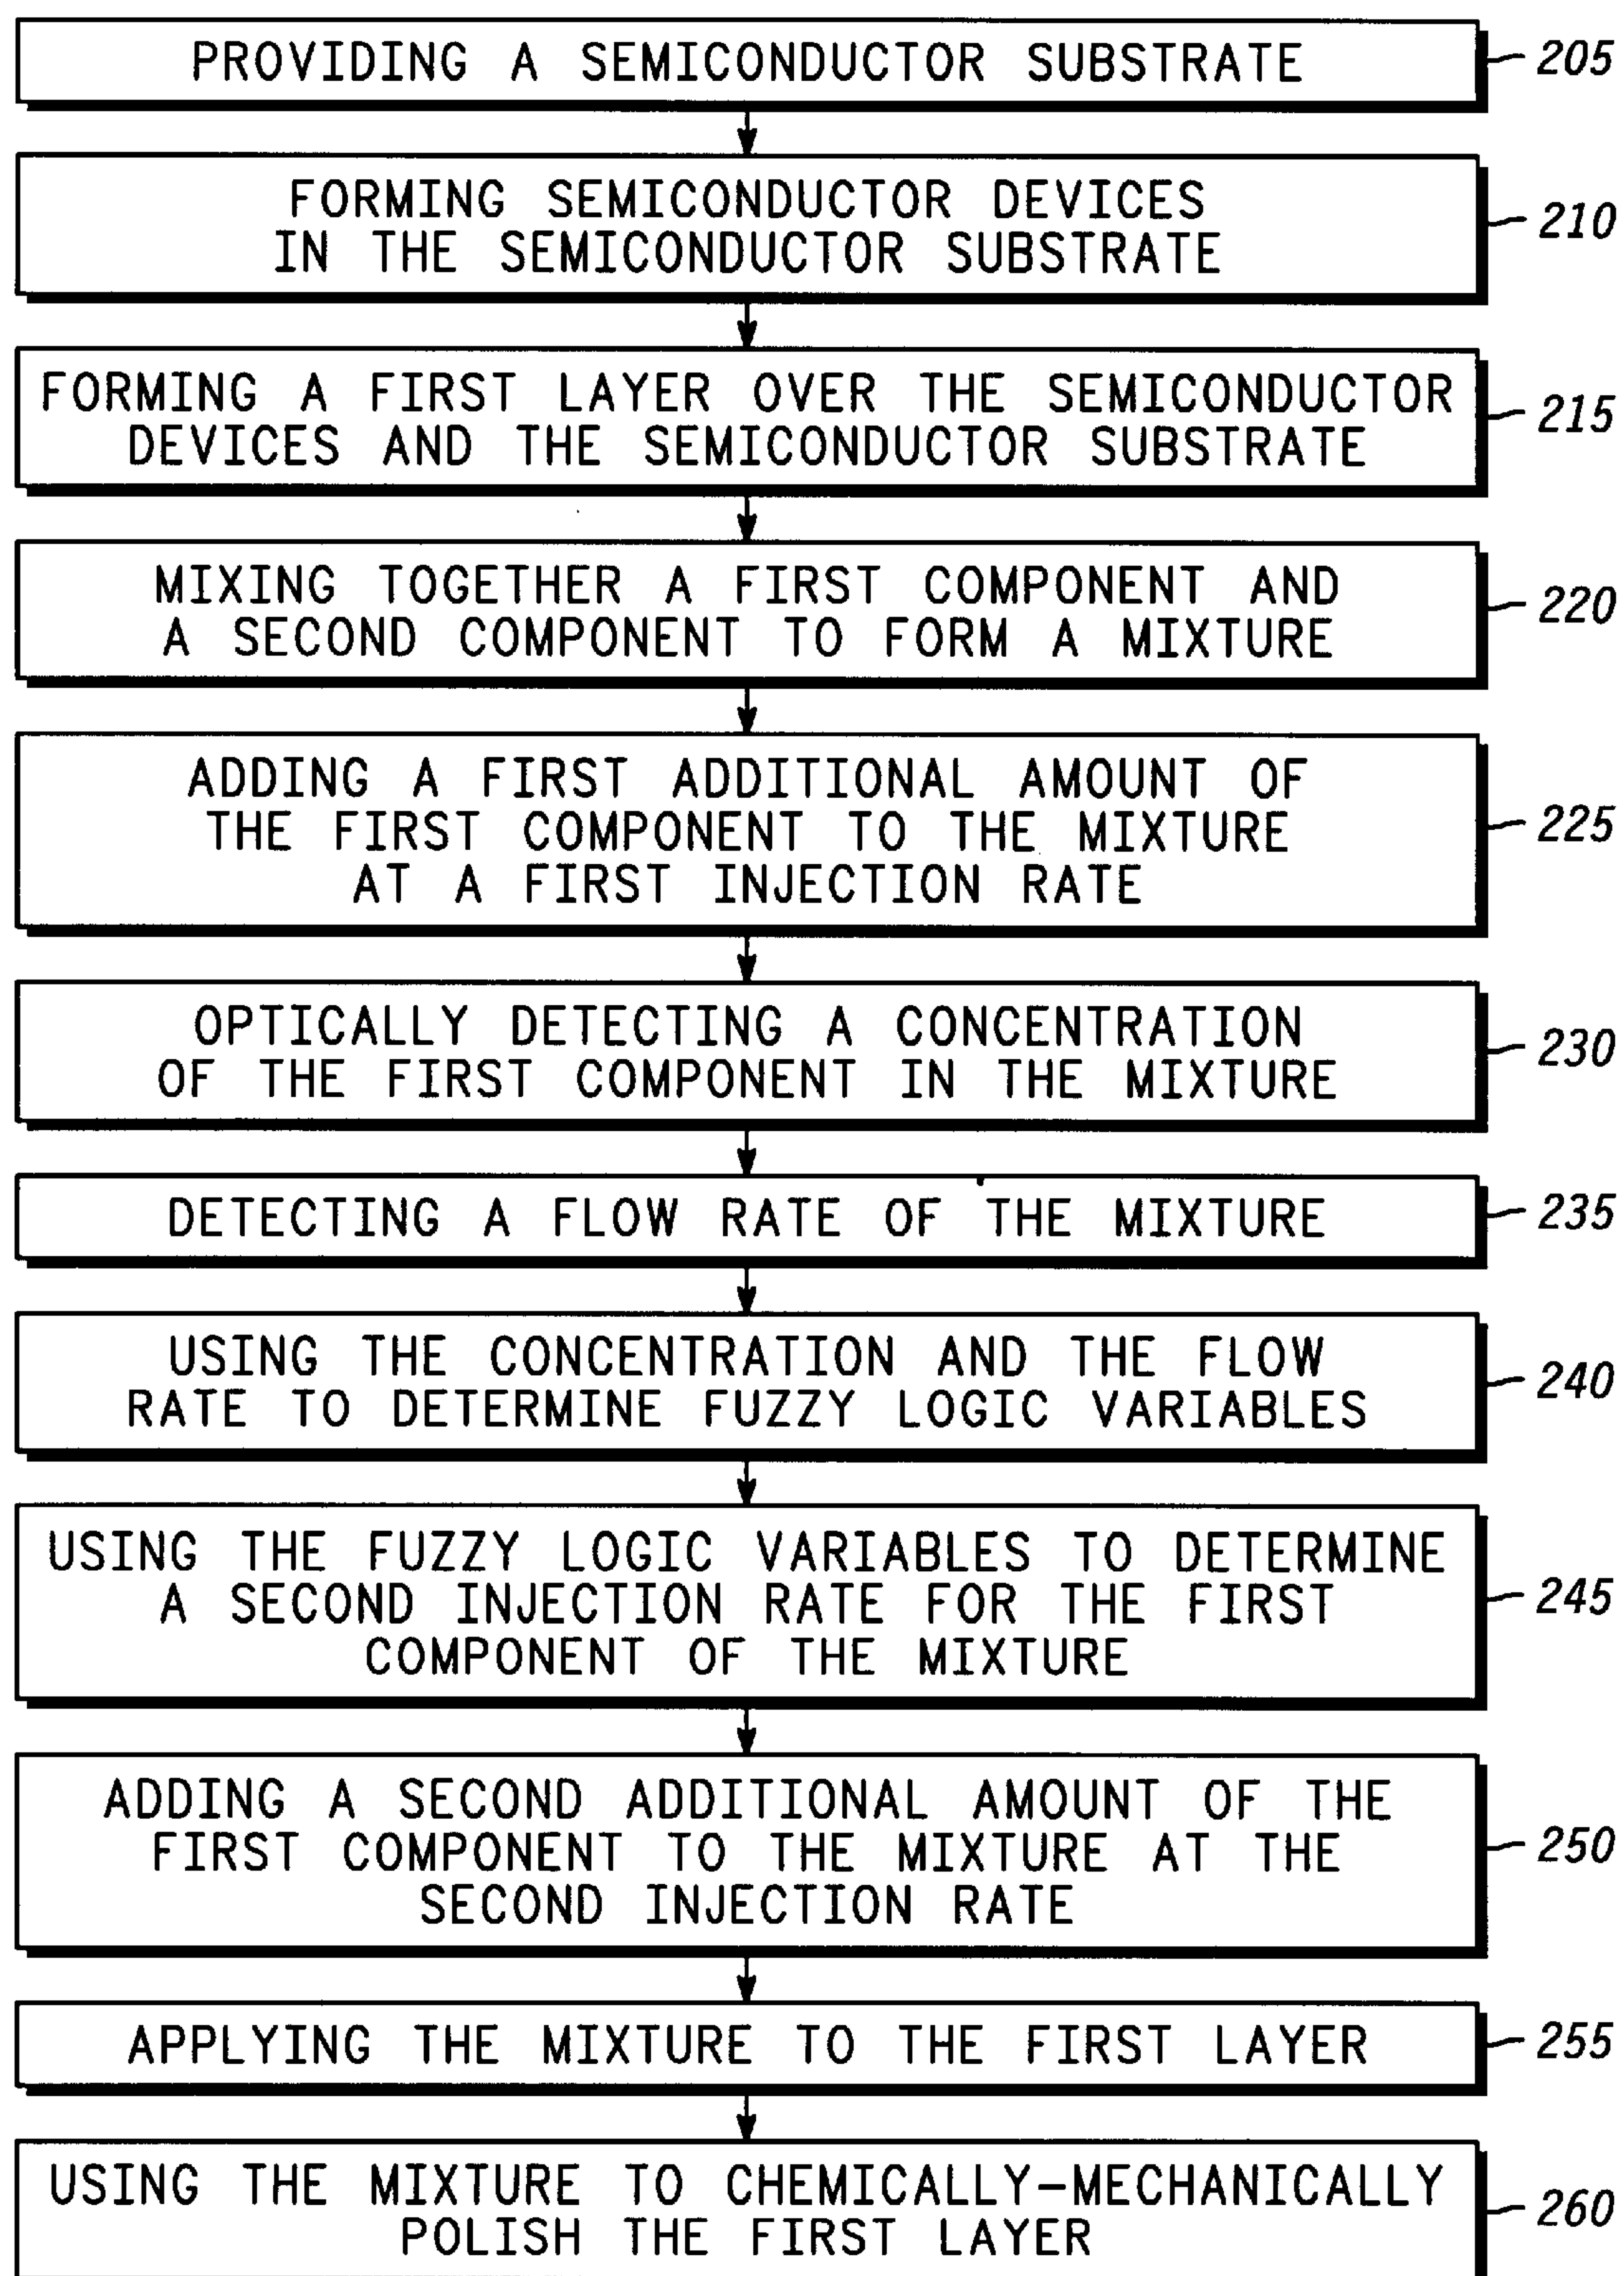 PROVIDING A SEMICONDUCTOR SUBSTRATE
205
FORMING SEMICONDUCTOR DEVICES
IN THE SEMICONDUCTOR SUBSTRATE
210
FORMING A FIRST LAYER OVER THE SEMICONDUCTOR
DEVICES AND THE SEMICONDUCTOR SUBSTRATE
215
MIXING TOGETHER A FIRST COMPONENT AND
A SECOND COMPONENT TO FORM A MIXTURE
220
ADDING A FIRST ADDITIONAL AMOUNT OF
THE FIRST COMPONENT TO THE MIXTURE
AT A FIRST INJECTION RATE
225
OPTICALLY DETECTING A CONCENTRATION
OF THE FIRST COMPONENT IN THE MIXTURE
230
DETECTING A FLOW RATE OF THE MIXTURE
235
USING THE CONCENTRATION AND THE FLOW
RATE TO DETERMINE FUZZY LOGIC VARIABLES
240
USING THE FUZZY LOGIC VARIABLES TO DETERMINE
A SECOND INJECTION RATE FOR THE FIRST
COMPONENT OF THE MIXTURE
245
ADDING A SECOND ADDITIONAL AMOUNT OF THE
FIRST COMPONENT TO THE MIXTURE AT THE
SECOND INJECTION RATE
250
APPLYING THE MIXTURE TO THE FIRST LAYER
255
USING THE MIXTURE TO CHEMICALLY-MECHANICALLY
POLISH THE FIRST LAYER
260